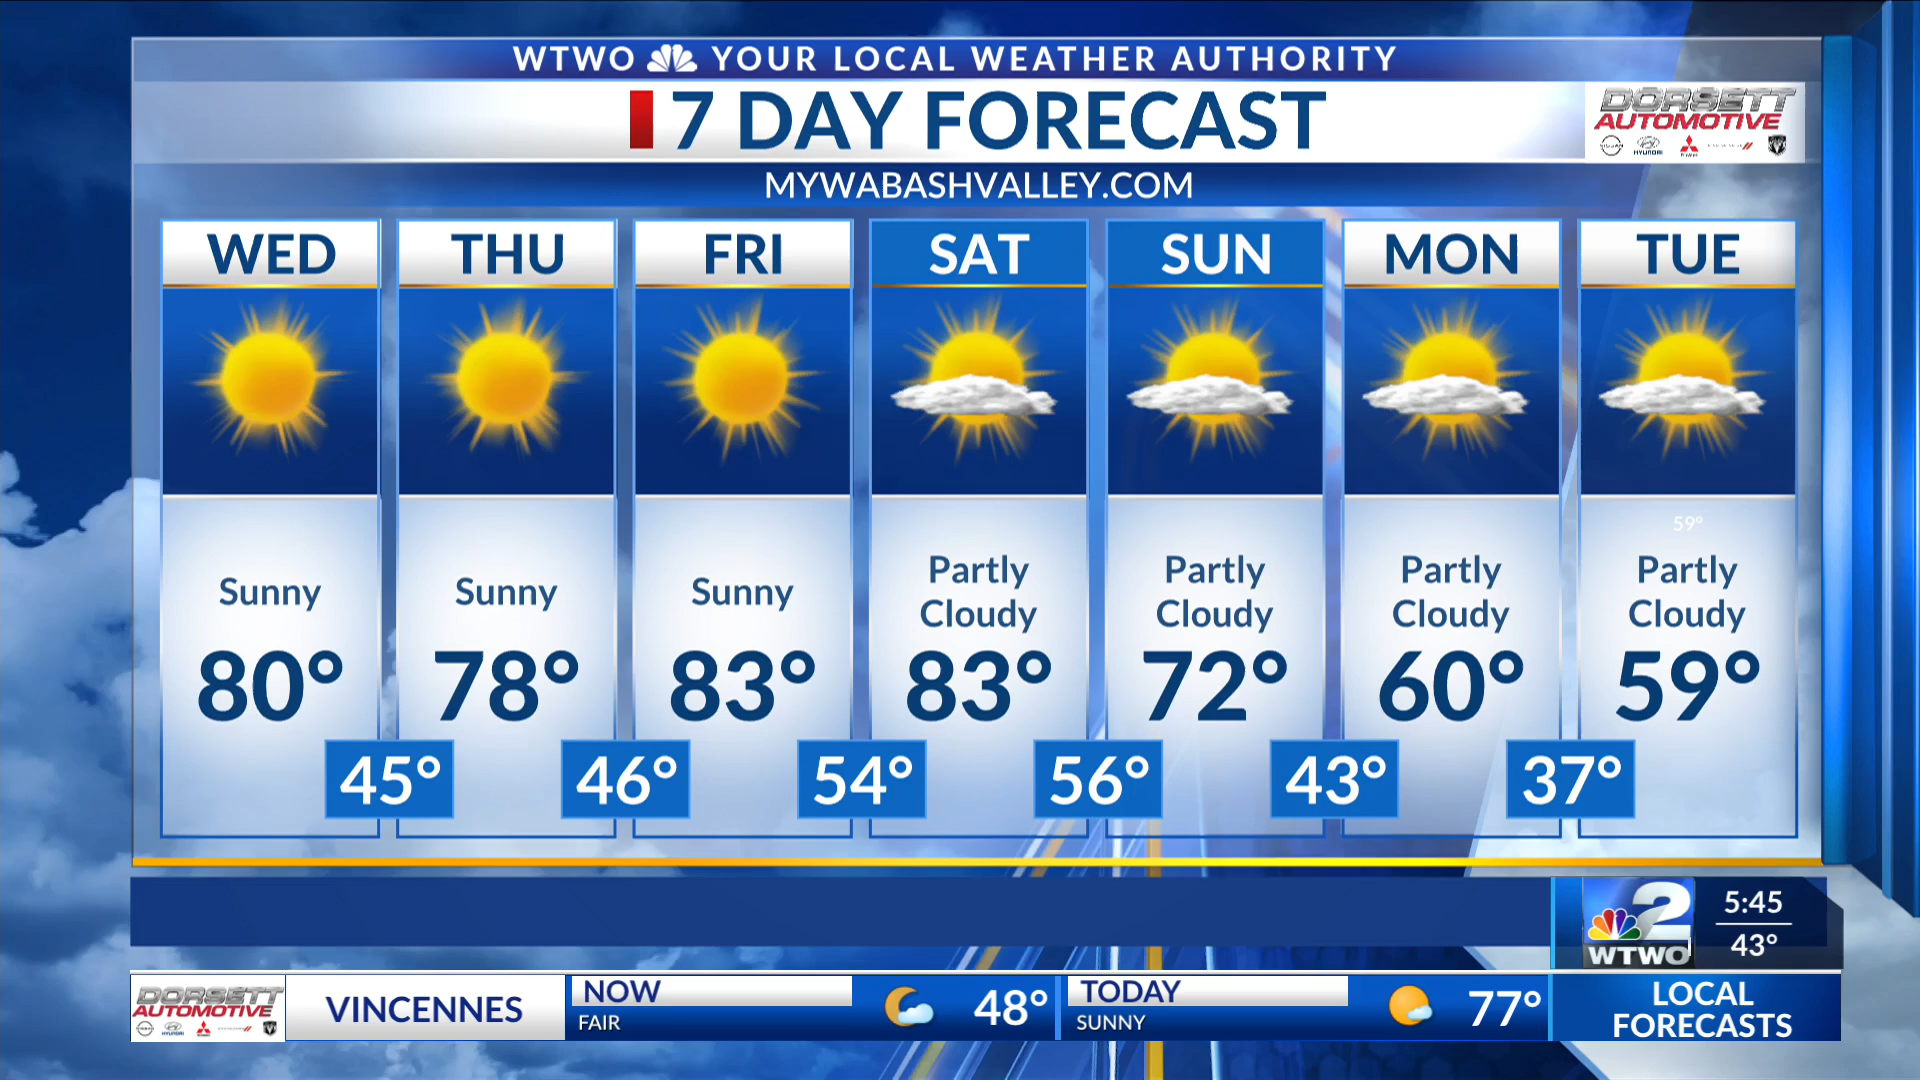 WTWO YOUR LOCAL WEATHER AUTHORITY
7 DAY FORECAST
DORSETT
AUTOMOTIVE
NISSAN HYUNDAI
MYWABASHVALLEY.COM
WED THU FRI SAT SUN MON TUE
59°
Sunny Sunny Sunny Partly Cloudy Partly Cloudy Partly Cloudy Partly Cloudy
80° 78° 83° 83° 72° 60° 59°
45° 46° 54° 56° 43° 37°
2
WTWO
5:45
43°
DORSETT
AUTOMOTIVE
VINCENNES
NOW
FAIR
48°
TODAY
SUNNY
77°
LOCAL
FORECASTS